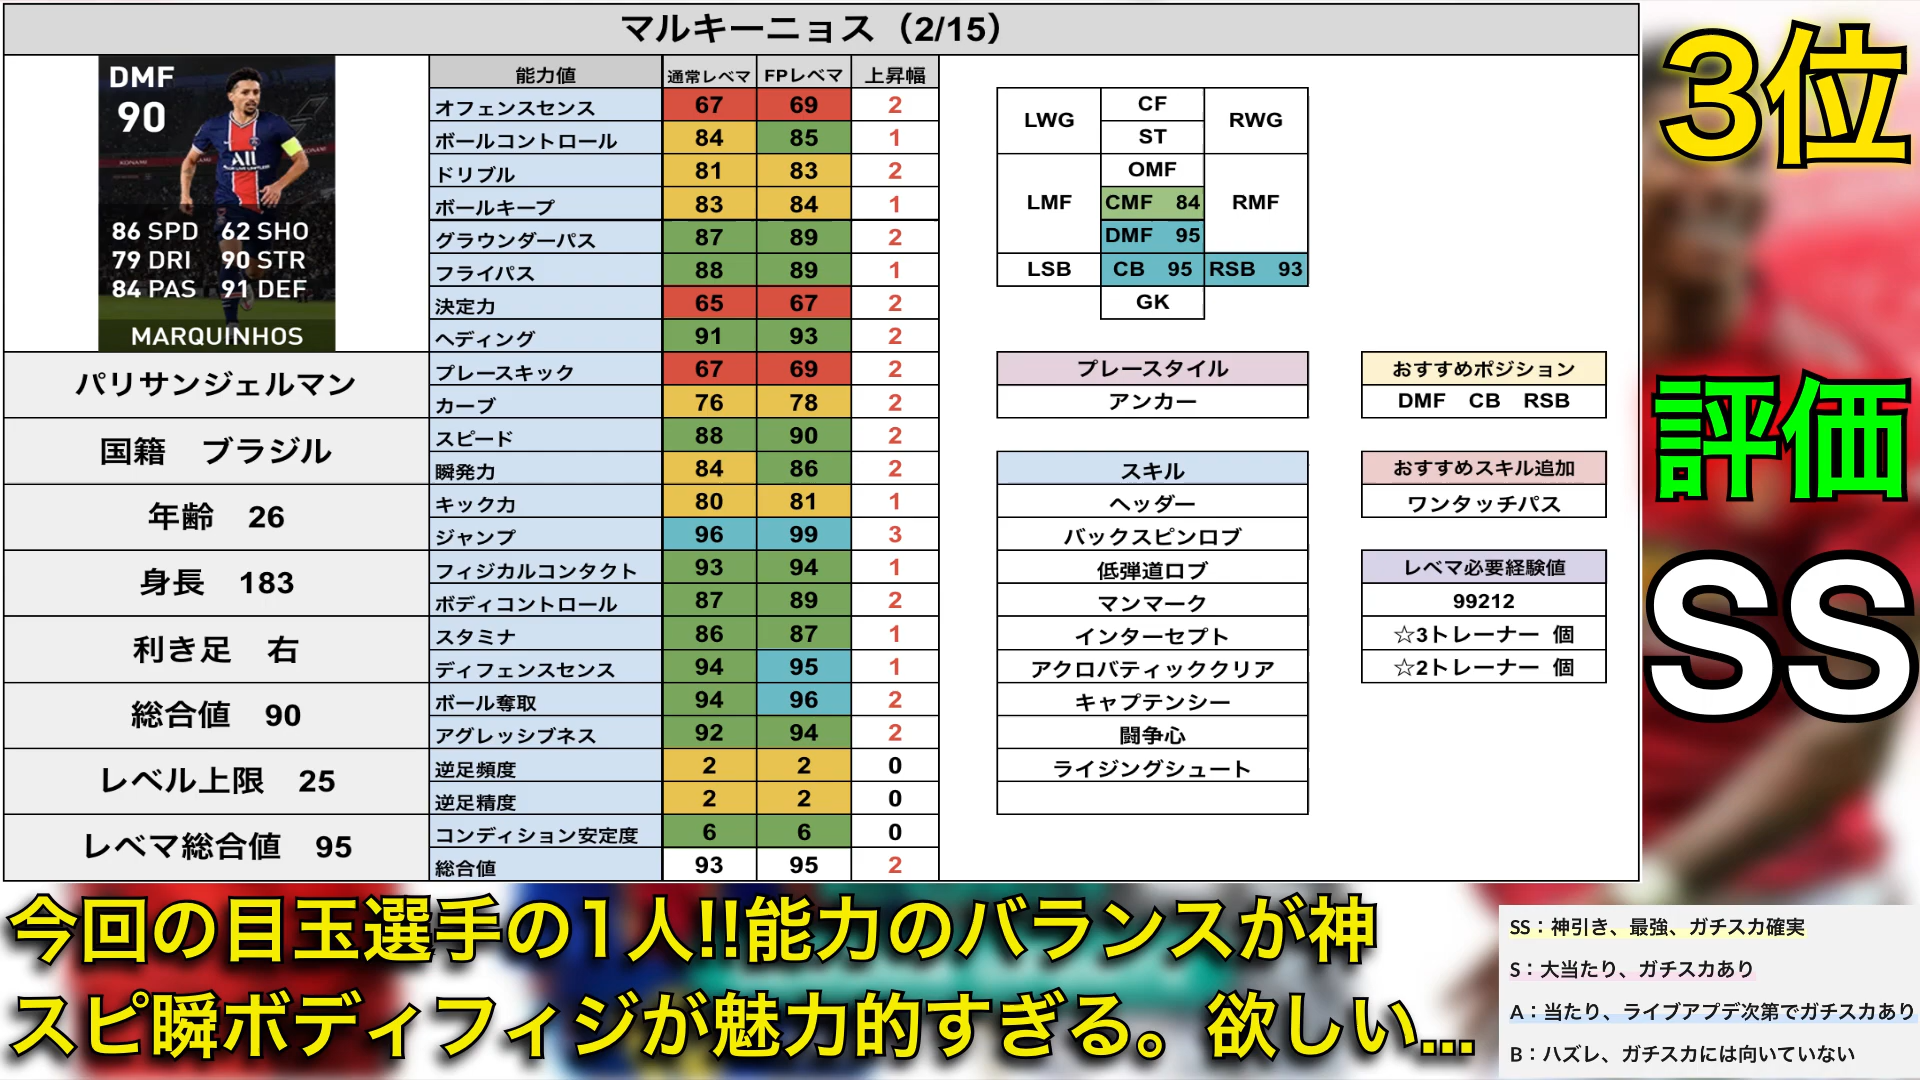 マルキーニョス（2/15）
3位
評価
SS
DMF
90
ALL
86 SPD 62 SHO
79 DRI 90 STR
84 PAS 91 DEF
MARQUINHOS
パリサンジェルマン
国籍　ブラジル
年齢　26
身長　183
利き足　右
総合値　90
レベル上限　25
レベマ総合値　95
能力値 通常レベマ FPレベマ 上昇幅
オフェンスセンス 67 69 2
ボールコントロール 84 85 1
ドリブル 81 83 2
ボールキープ 83 84 1
グラウンダーパス 87 89 2
フライパス 88 89 1
決定力 65 67 2
ヘディング 91 93 2
プレースキック 67 69 2
カーブ 76 78 2
スピード 88 90 2
瞬発力 84 86 2
キック力 80 81 1
ジャンプ 96 99 3
フィジカルコンタクト 93 94 1
ボディコントロール 87 89 2
スタミナ 86 87 1
ディフェンスセンス 94 95 1
ボール奪取 94 96 2
アグレッシブネス 92 94 2
逆足頻度 2 2 0
逆足精度 2 2 0
コンディション安定度 6 6 0
総合値 93 95 2
LWG CF RWG
ST
OMF
LMF CMF 84 RMF
DMF 95
LSB CB 95 RSB 93
GK
プレースタイル
アンカー
スキル
ヘッダー
バックスピンロブ
低弾道ロブ
マンマーク
インターセプト
アクロバティッククリア
キャプテンシー
闘争心
ライジングシュート
おすすめポジション
DMF CB RSB
おすすめスキル追加
ワンタッチパス
レベマ必要経験値
99212
☆3トレーナー 個
☆2トレーナー 個
今回の目玉選手の1人!!能力のバランスが神
スピ瞬ボディフィジが魅力的すぎる。欲しい...
SS：神引き、最強、ガチスカ確実
S：大当たり、ガチスカあり
A：当たり、ライブアプデ次第でガチスカあり
B：ハズレ、ガチスカには向いていない